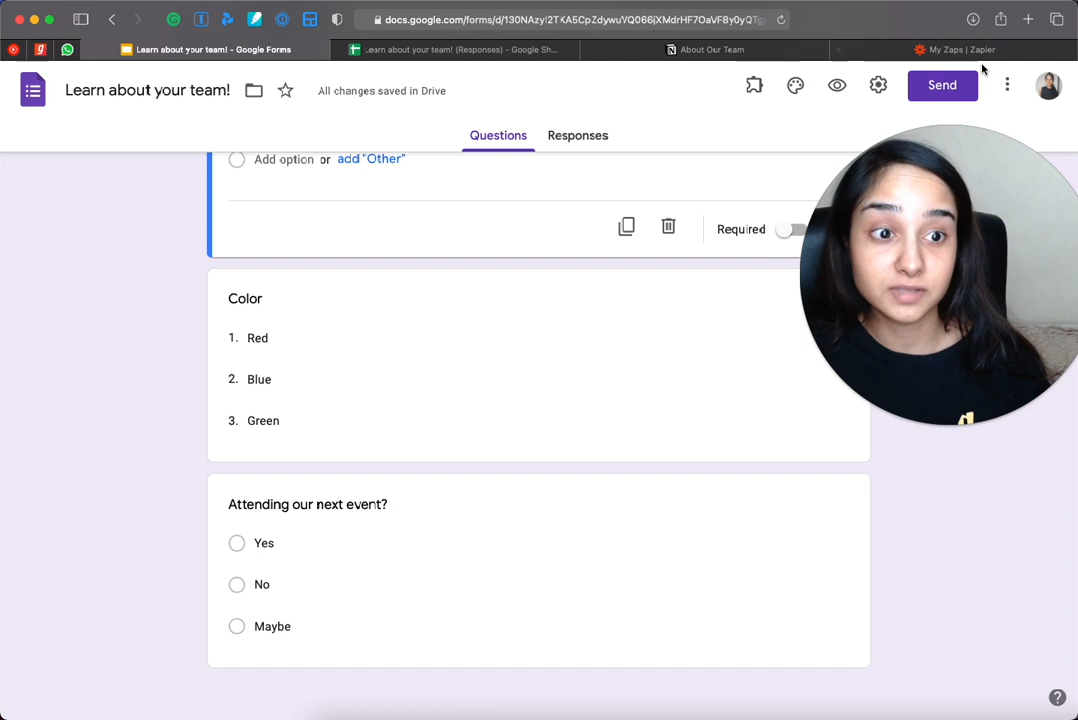 docs.google.com/forms/d/130NAzyI2TKA5CpZdywuVQ066jXMdrHF7OaVF8y0yQTg
Learn about your team! - Google Forms
Learn about your team! (Responses) - Google Sh...
About Our Team
My Zaps | Zapier
Learn about your team!
All changes saved in Drive
Send
Questions
Responses
Add option or add "Other"
Required
Color
1. Red
2. Blue
3. Green
Attending our next event?
Yes
No
Maybe